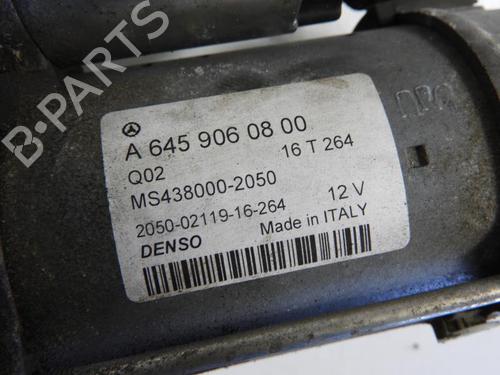 A 645 906 08 00
Q02 16 T 264
MS438000-2050
2050-02119-16-264 12 V
DENSO Made in ITALY
B-PARTS